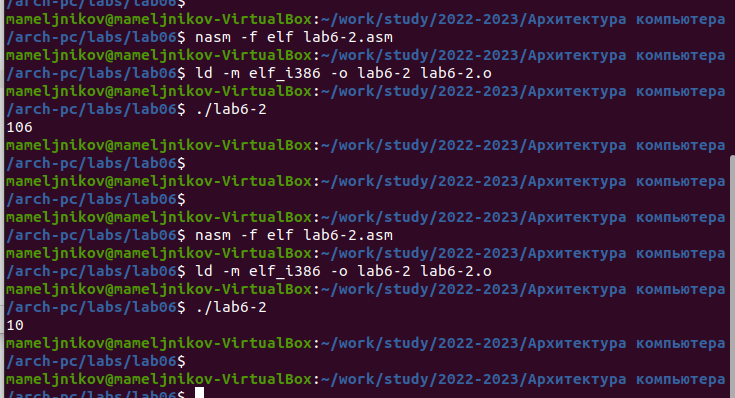 /arch-pc/labs/lab06$
mameljnikov@mameljnikov-VirtualBox:~/work/study/2022-2023/Архитектура компьютера
/arch-pc/labs/lab06$ nasm -f elf lab6-2.asm
mameljnikov@mameljnikov-VirtualBox:~/work/study/2022-2023/Архитектура компьютера
/arch-pc/labs/lab06$ ld -m elf_i386 -o lab6-2 lab6-2.o
mameljnikov@mameljnikov-VirtualBox:~/work/study/2022-2023/Архитектура компьютера
/arch-pc/labs/lab06$ ./lab6-2
106
mameljnikov@mameljnikov-VirtualBox:~/work/study/2022-2023/Архитектура компьютера
/arch-pc/labs/lab06$
mameljnikov@mameljnikov-VirtualBox:~/work/study/2022-2023/Архитектура компьютера
/arch-pc/labs/lab06$
mameljnikov@mameljnikov-VirtualBox:~/work/study/2022-2023/Архитектура компьютера
/arch-pc/labs/lab06$ nasm -f elf lab6-2.asm
mameljnikov@mameljnikov-VirtualBox:~/work/study/2022-2023/Архитектура компьютера
/arch-pc/labs/lab06$ ld -m elf_i386 -o lab6-2 lab6-2.o
mameljnikov@mameljnikov-VirtualBox:~/work/study/2022-2023/Архитектура компьютера
/arch-pc/labs/lab06$ ./lab6-2
10
mameljnikov@mameljnikov-VirtualBox:~/work/study/2022-2023/Архитектура компьютера
/arch-pc/labs/lab06$
mameljnikov@mameljnikov-VirtualBox:~/work/study/2022-2023/Архитектура компьютера
/arch-pc/labs/lab06$